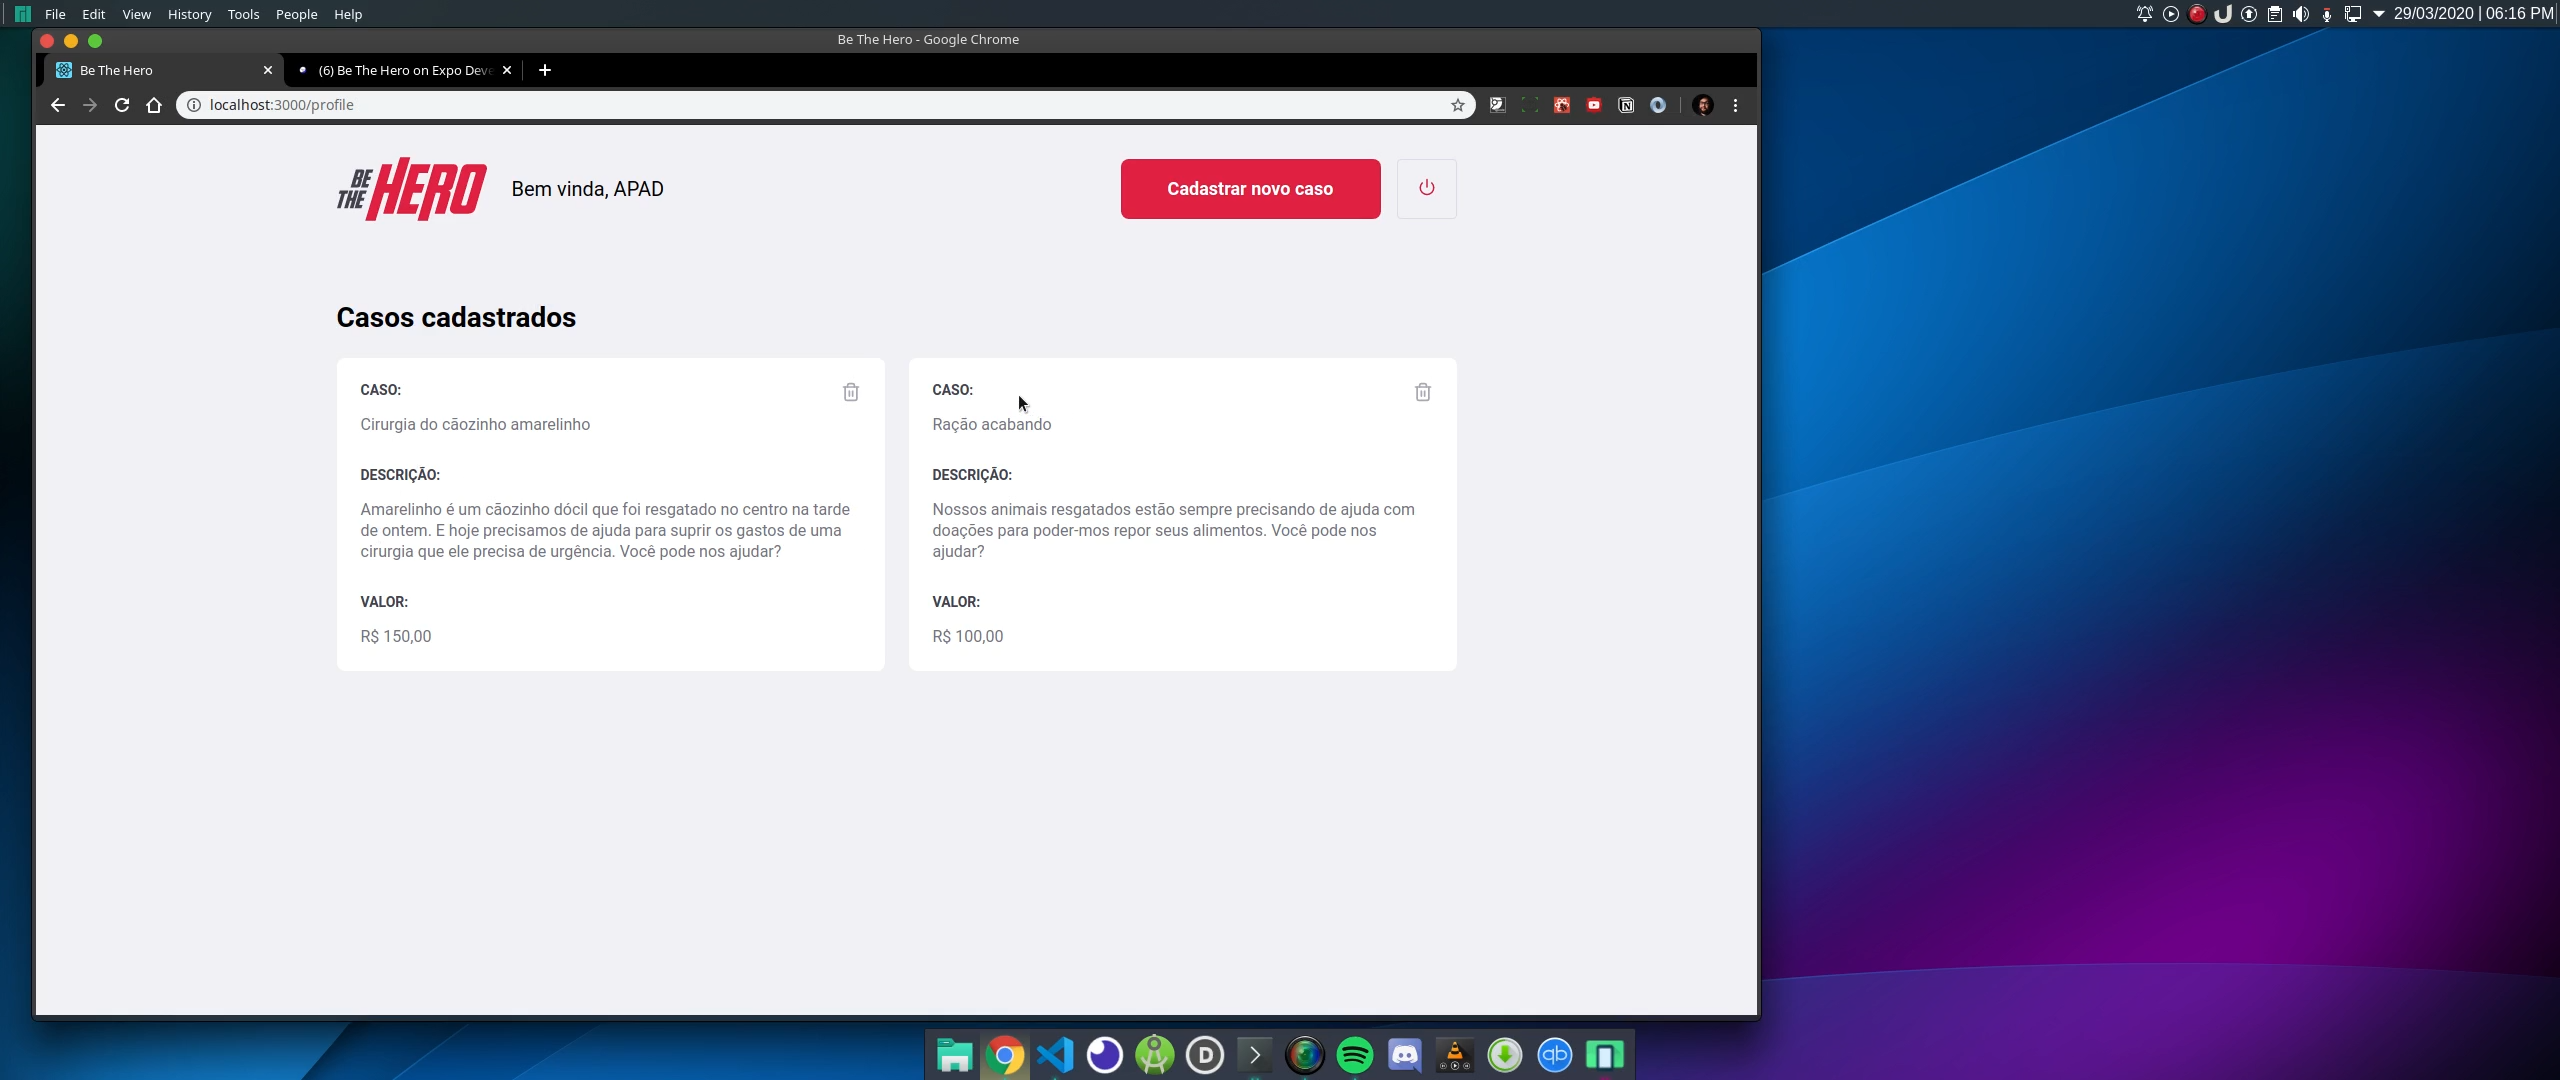 File Edit View History Tools People Help
29/03/2020 | 06:16 PM
Be The Hero - Google Chrome
Be The Hero
(6) Be The Hero on Expo Deve
localhost:3000/profile
BE THE HERO
Bem vinda, APAD
Cadastrar novo caso
Casos cadastrados
CASO:
Cirurgia do cãozinho amarelinho
DESCRIÇÃO:
Amarelinho é um cãozinho dócil que foi resgatado no centro na tarde
de ontem. E hoje precisamos de ajuda para suprir os gastos de uma
cirurgia que ele precisa de urgência. Você pode nos ajudar?
VALOR:
R$ 150,00
CASO:
Ração acabando
DESCRIÇÃO:
Nossos animais resgatados estão sempre precisando de ajuda com
doações para poder-mos repor seus alimentos. Você pode nos
ajudar?
VALOR:
R$ 100,00
D
qb